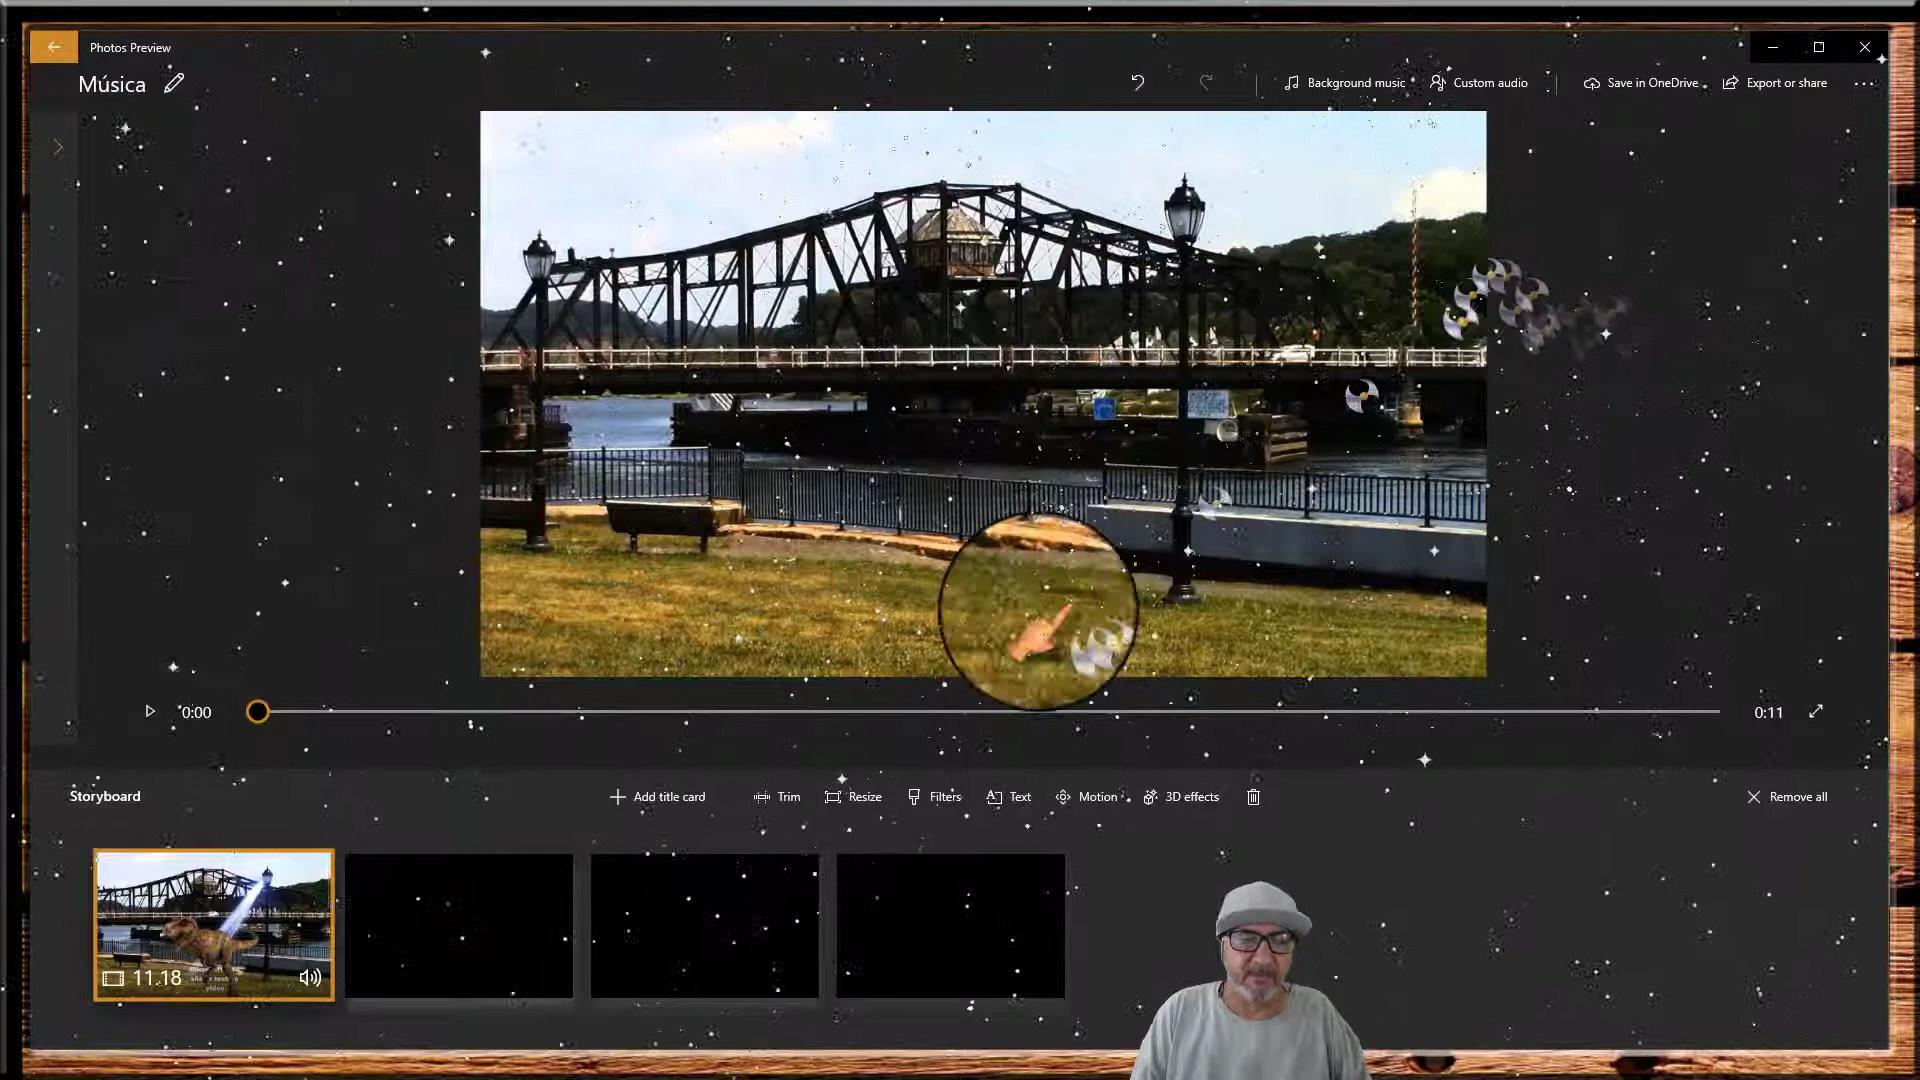 Photos Preview
Música
Background music
Custom audio
Save in OneDrive
Export or share
0:00
0:11
Storyboard
Add title card
Trim
Resize
Filters
Text
Motion
3D effects
Remove all
11.18